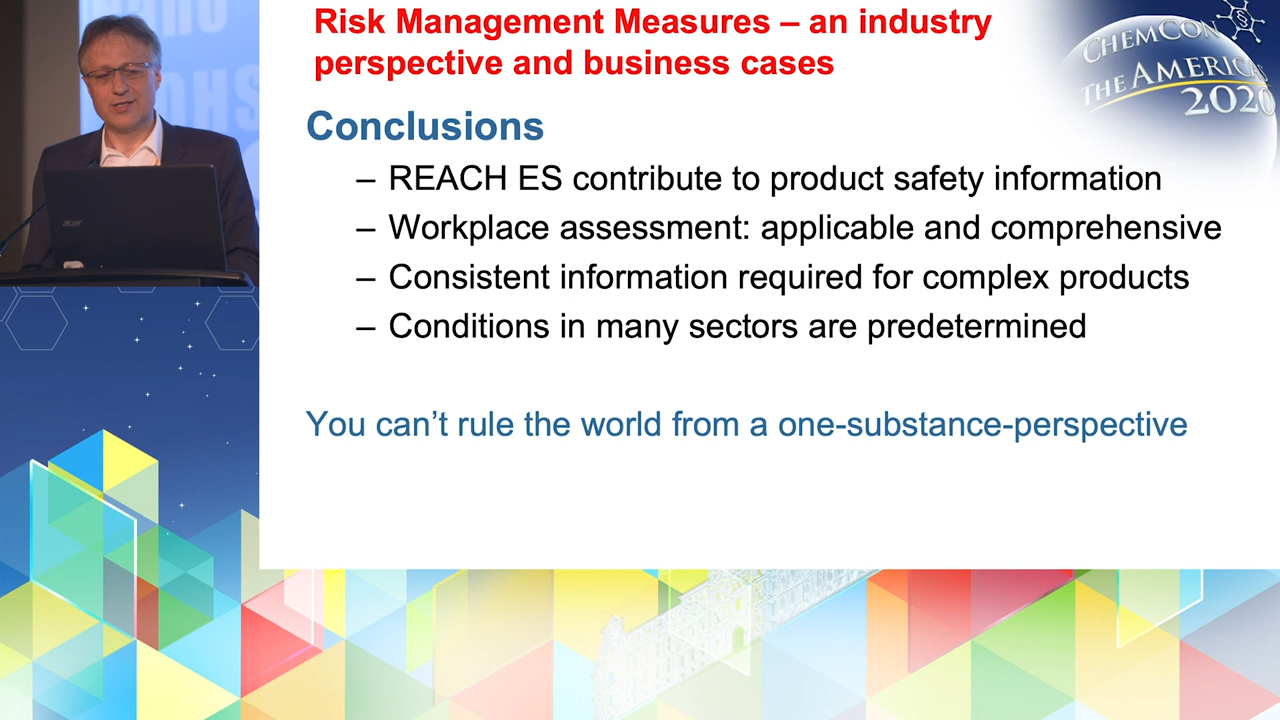 Risk Management Measures – an industry
perspective and business cases
CHEMCON
THE AMERICAS
2020
Conclusions
– REACH ES contribute to product safety information
– Workplace assessment: applicable and comprehensive
– Consistent information required for complex products
– Conditions in many sectors are predetermined
You can’t rule the world from a one-substance-perspective
acer